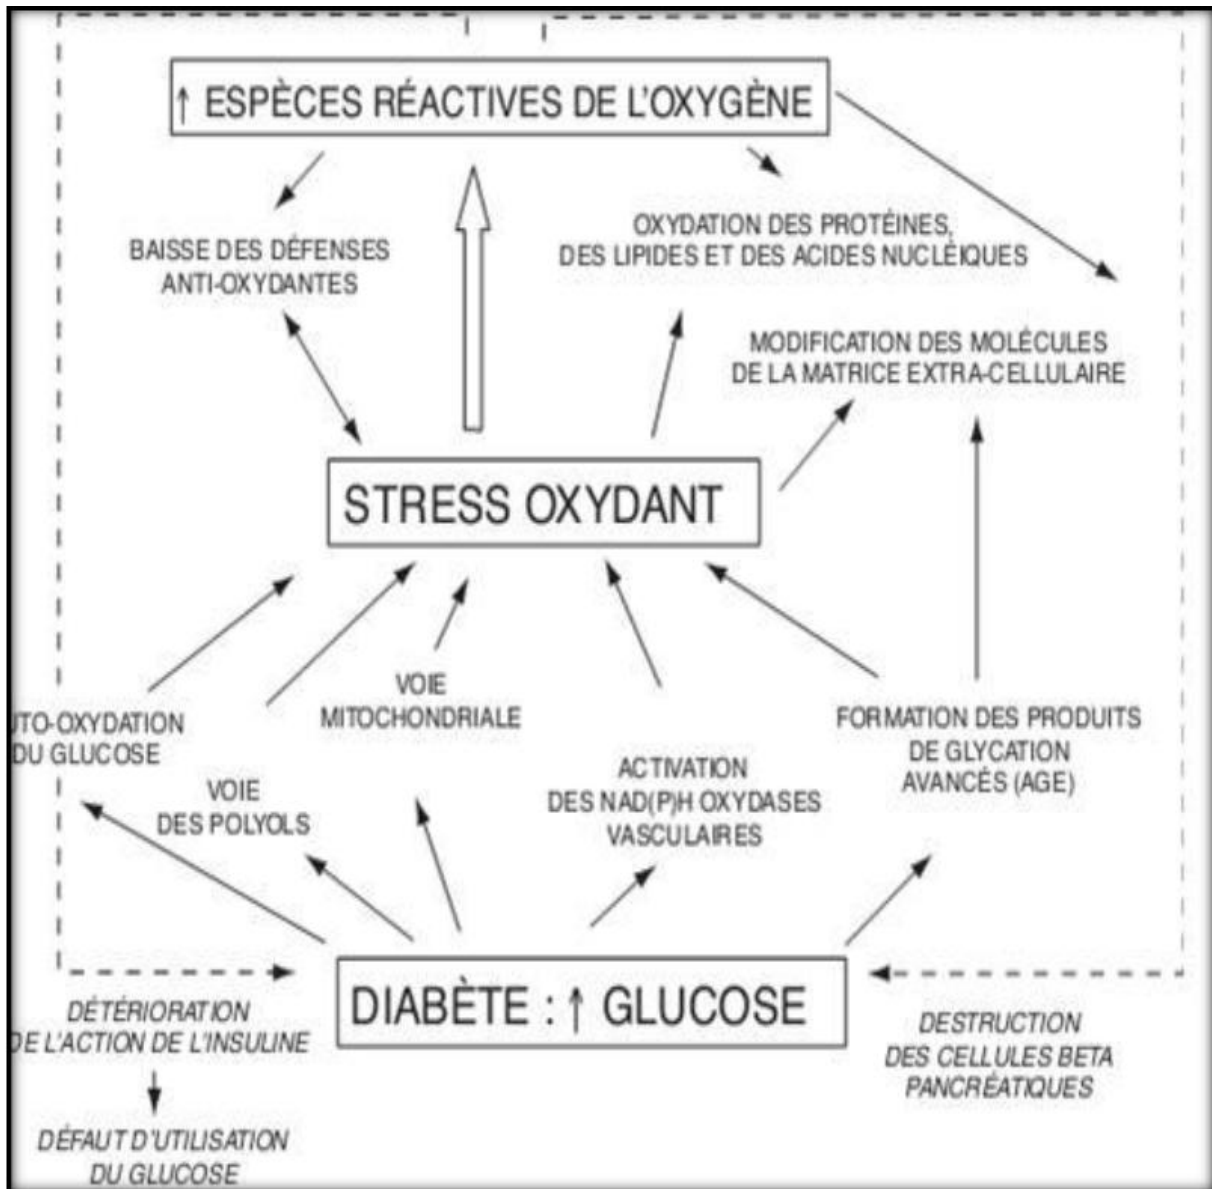 ↑ ESPÈCES RÉACTIVES DE L'OXYGÈNE
BAISSE DES DÉFENSES
ANTI-OXYDANTES
OXYDATION DES PROTÉINES,
DES LIPIDES ET DES ACIDES NUCLÉIQUES
MODIFICATION DES MOLÉCULES
DE LA MATRICE EXTRA-CELLULAIRE
STRESS OXYDANT
UTO-OXYDATION
DU GLUCOSE
VOIE
DES POLYOLS
VOIE
MITOCHONDRIALE
ACTIVATION
DES NAD(P)H OXYDASES
VASCULAIRES
FORMATION DES PRODUITS
DE GLYCATION
AVANCÉS (AGE)
DIABÈTE : ↑ GLUCOSE
DÉTÉRIORATION
DE L'ACTION DE L'INSULINE
DÉFAUT D'UTILISATION
DU GLUCOSE
DESTRUCTION
DES CELLULES BETA
PANCRÉATIQUES